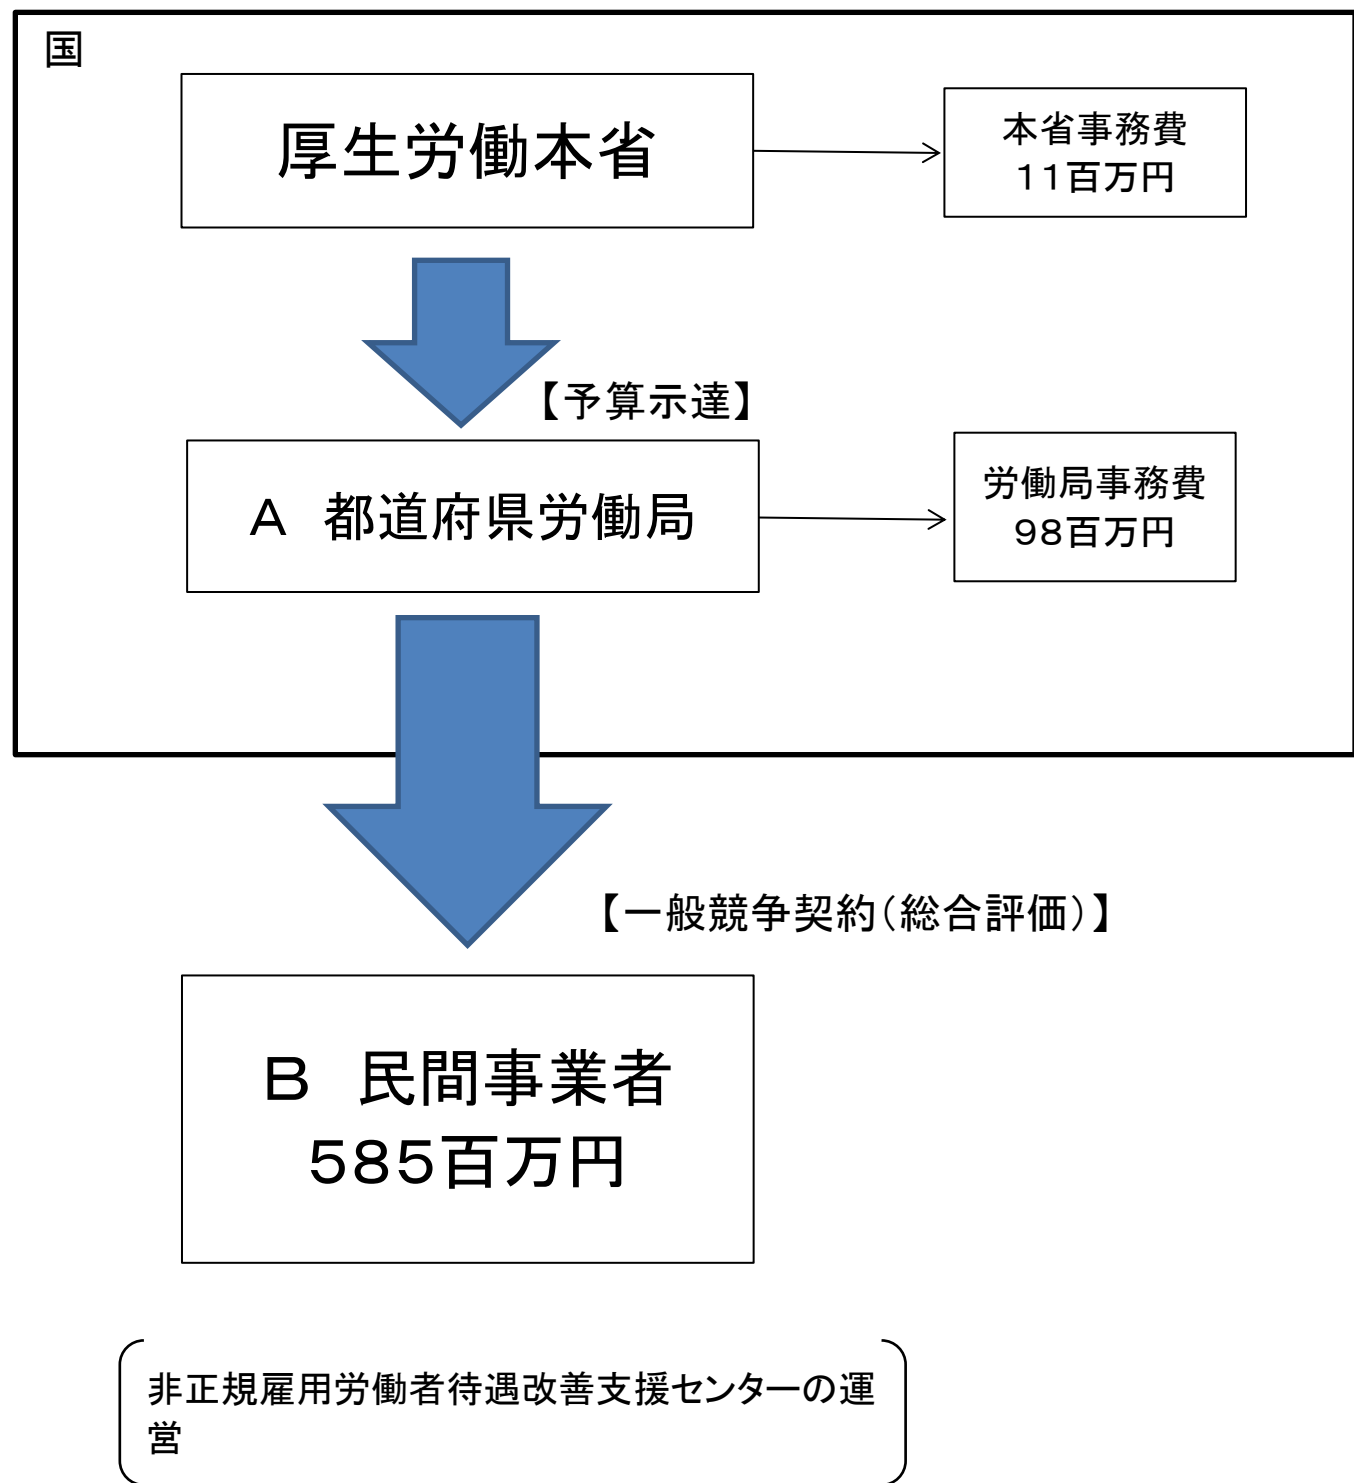 国
厚生労働本省
本省事務費
11百万円
【予算示達】
A　都道府県労働局
労働局事務費
98百万円
【一般競争契約(総合評価)】
B　民間事業者
585百万円
非正規雇用労働者待遇改善支援センターの運
営